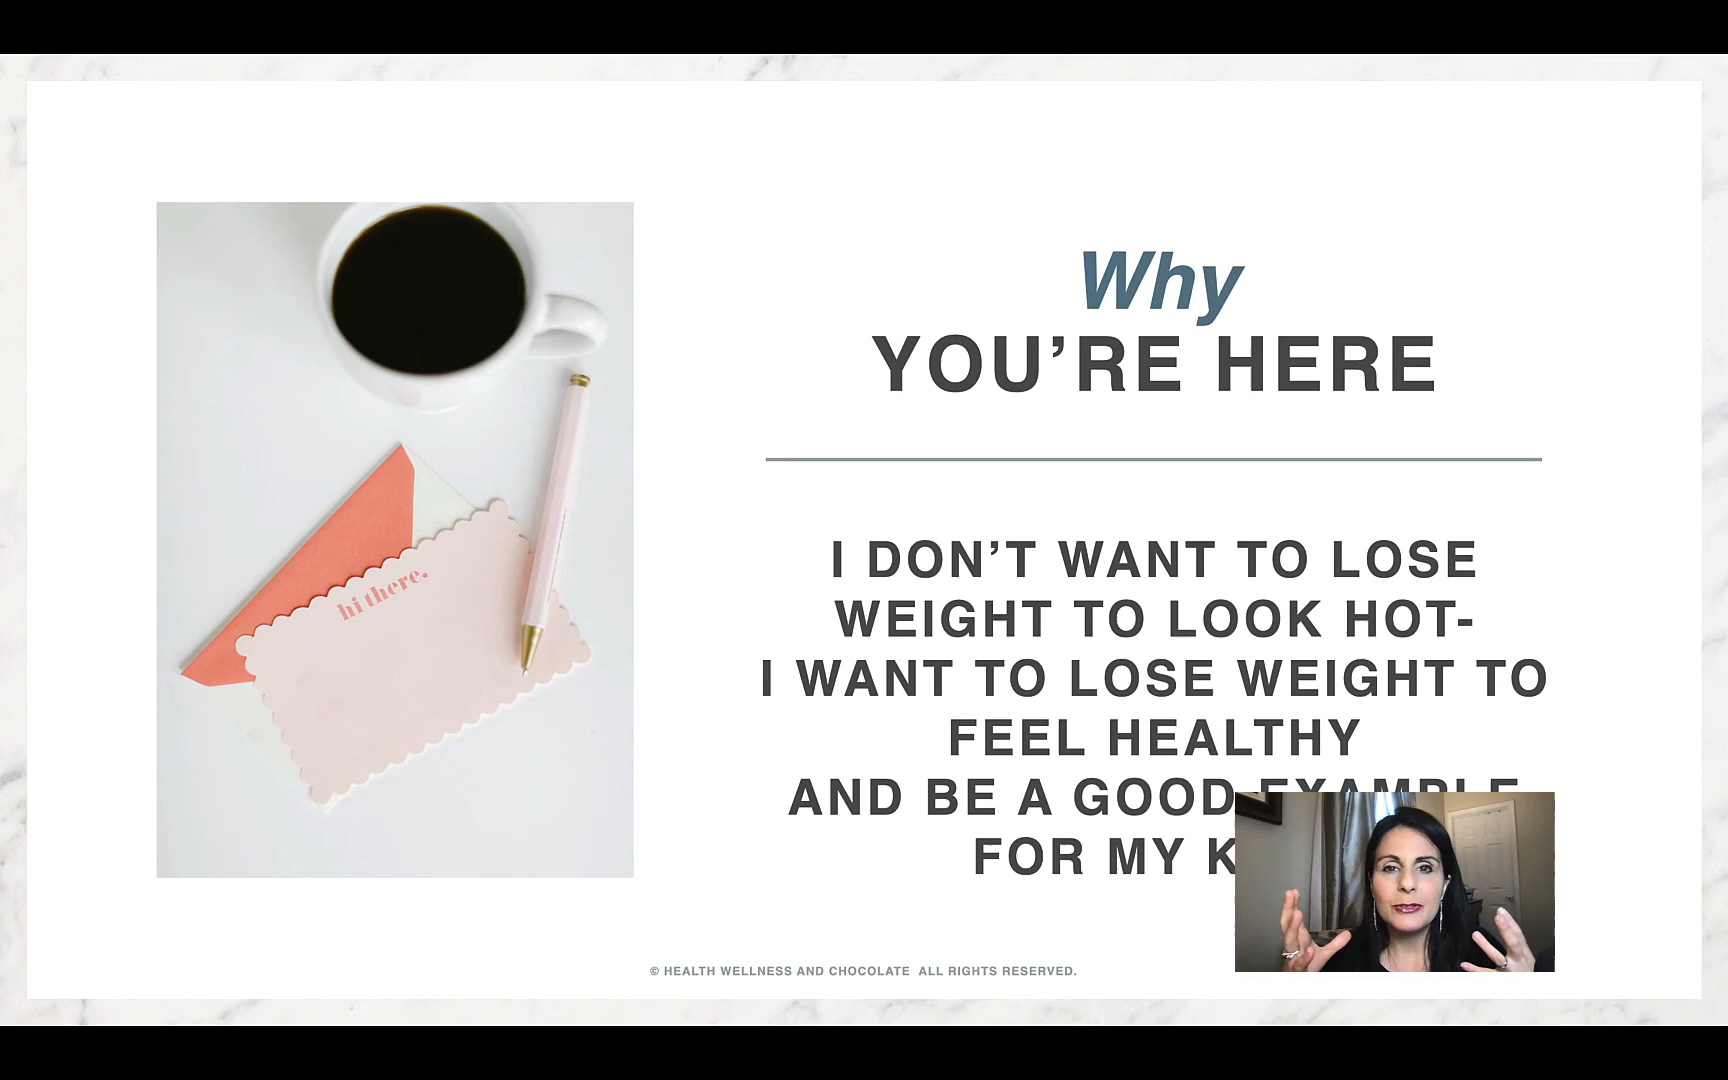 Why
YOU’RE HERE
I DON’T WANT TO LOSE
WEIGHT TO LOOK HOT-
I WANT TO LOSE WEIGHT TO
FEEL HEALTHY
AND BE A GOOD EXAMPLE
FOR MY
hi there.
© HEALTH WELLNESS AND CHOCOLATE ALL RIGHTS RESERVED.